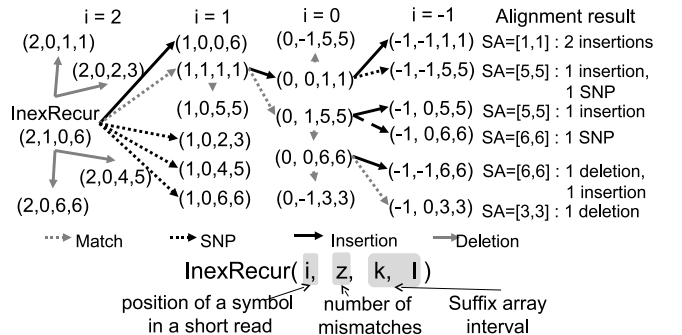 i = 2 i = 1 i = 0 i = -1 Alignment result
(2,0,1,1) (1,0,0,6) (0,-1,5,5) (-1,-1,1,1) SA=[1,1] : 2 insertions
(2,0,2,3) (1,1,1,1) (0, 0,1,1) (-1,-1,5,5) SA=[5,5] : 1 insertion,
1 SNP
InexRecur (1,0,5,5) (0, 1,5,5) (-1, 0,5,5) SA=[5,5] : 1 insertion
(2,1,0,6) (1,0,2,3) (-1, 0,6,6) SA=[6,6] : 1 SNP
(2,0,4,5) (1,0,4,5) (0, 0,6,6) (-1,-1,6,6) SA=[6,6] : 1 deletion,
1 insertion
(2,0,6,6) (1,0,6,6) (0,-1,3,3) (-1, 0,3,3) SA=[3,3] : 1 deletion
Match SNP Insertion Deletion
InexRecur( i, z, k, l )
position of a symbol number of Suffix array
in a short read mismatches interval